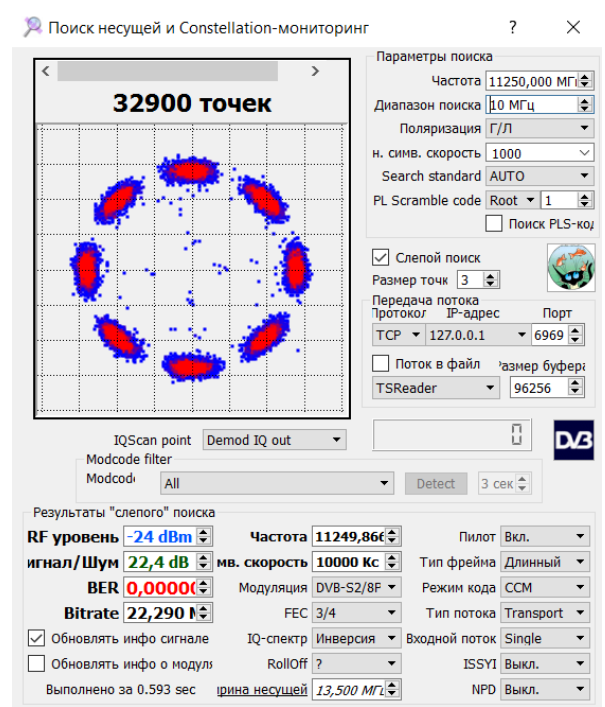 Поиск несущей и Constellation-мониторинг ? ✕
Параметры поиска
32900 точек
Частота 11250,000 МГц
Диапазон поиска 10 МГц
Поляризация Г/Л
н. симв. скорость 1000
Search standard AUTO
PL Scramble code Root 1
Поиск PLS-код
Слепой поиск
Размер точк 3
Передача потока
Протокол IP-адрес Порт
TCP 127.0.0.1 6969
Поток в файл Размер буфера
TSReader 96256
0
DVB
IQScan point Demod IQ out
Modcode filter
Modcode All Detect 3 сек
Результаты "слепого" поиска
RF уровень -24 dBm Частота 11249,866 Пилот Вкл.
игнал/Шум 22,4 dB мв. скорость 10000 Кс Тип фрейма Длинный
BER 0,00000 Модуляция DVB-S2/8P Режим кода CCM
Bitrate 22,290 FEC 3/4 Тип потока Transport
Обновлять инфо сигнале IQ-спектр Инверсия Входной поток Single
Обновлять инфо о модуля RollOff ? ISSYI Выкл.
Выполнено за 0.593 sec ирина несущей 13,500 МГц NPD Выкл.